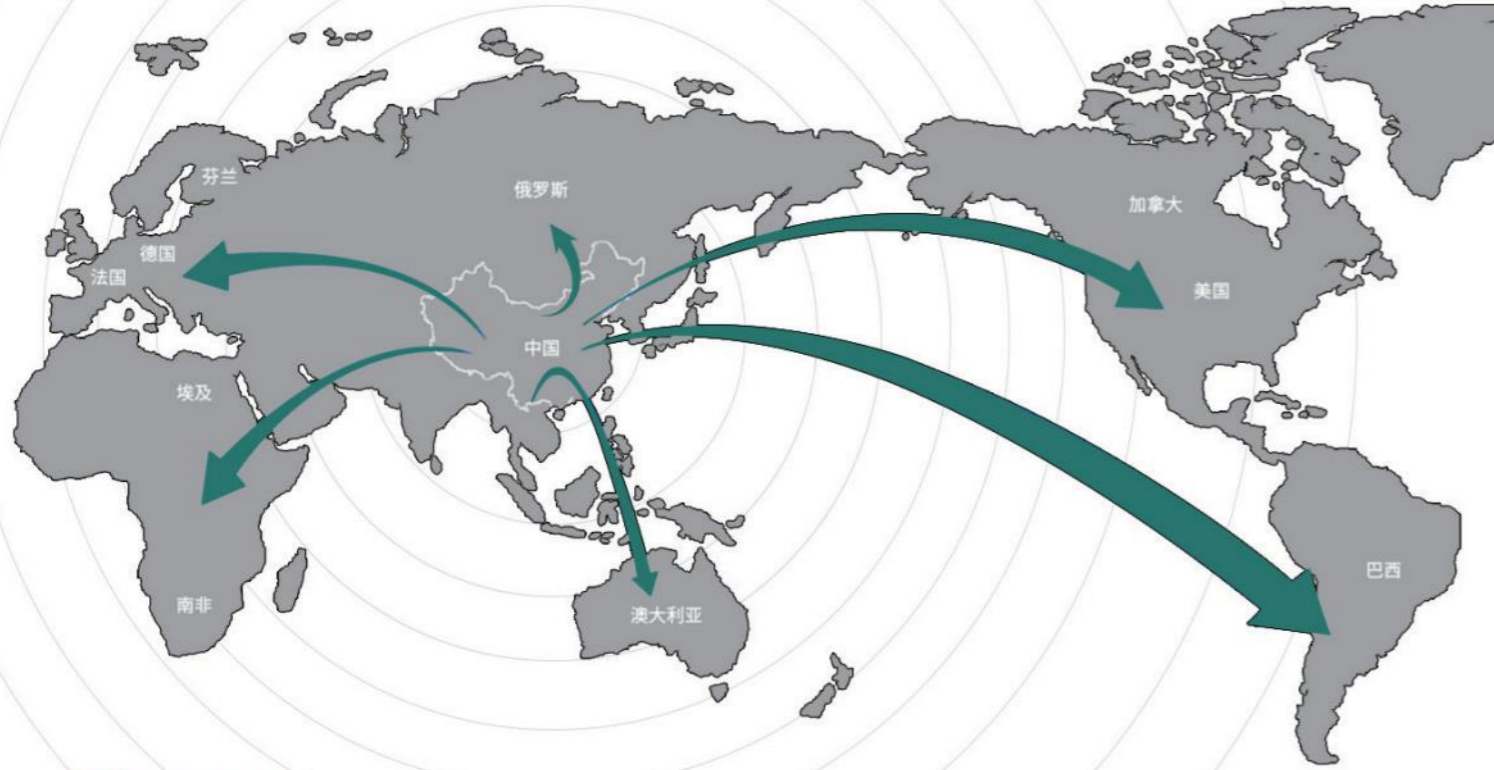 芬兰
俄罗斯
加拿大
德国
法国
美国
中国
埃及
巴西
南非
澳大利亚